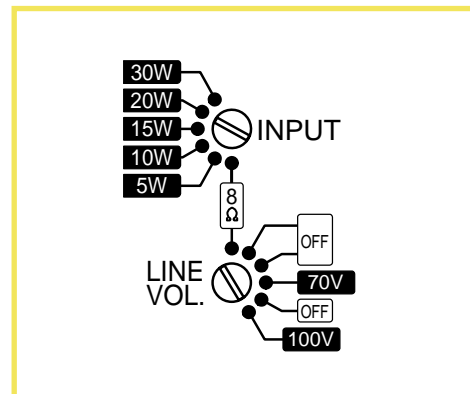 30W
20W
15W
INPUT
10W
5W
8
Ω
OFF
LINE
VOL.
70V
OFF
100V